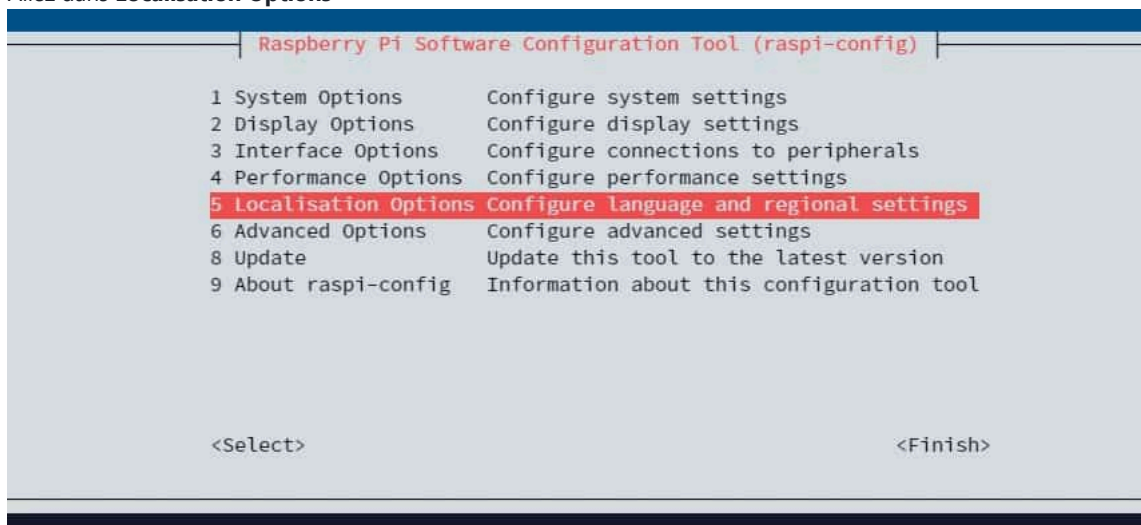 Allez dans Localisation Options
Raspberry Pi Software Configuration Tool (raspi-config)
1 System Options Configure system settings
2 Display Options Configure display settings
3 Interface Options Configure connections to peripherals
4 Performance Options Configure performance settings
5 Localisation Options Configure language and regional settings
6 Advanced Options Configure advanced settings
8 Update Update this tool to the latest version
9 About raspi-config Information about this configuration tool
<Select> <Finish>